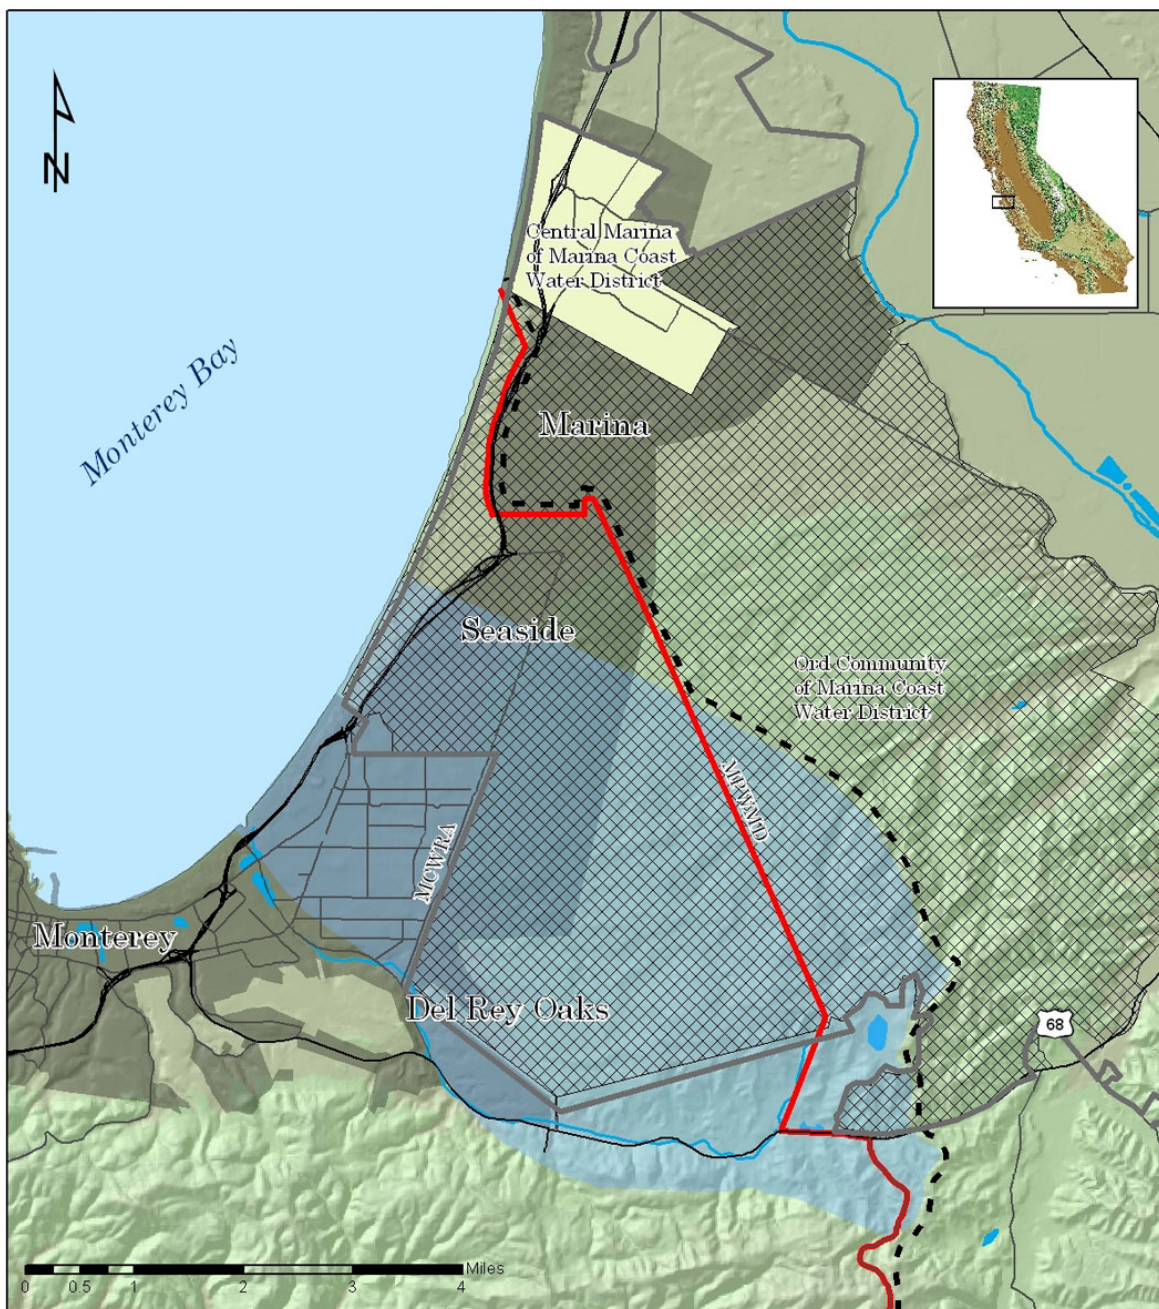 N
Central Marina
of Marina Coast
Water District
Monterey Bay
Marina
Seaside
Ord Community
of Marina Coast
Water District
MPWMD
MCWRA
Monterey
Del Rey Oaks
68
Miles
0 0.5 1 2 3 4